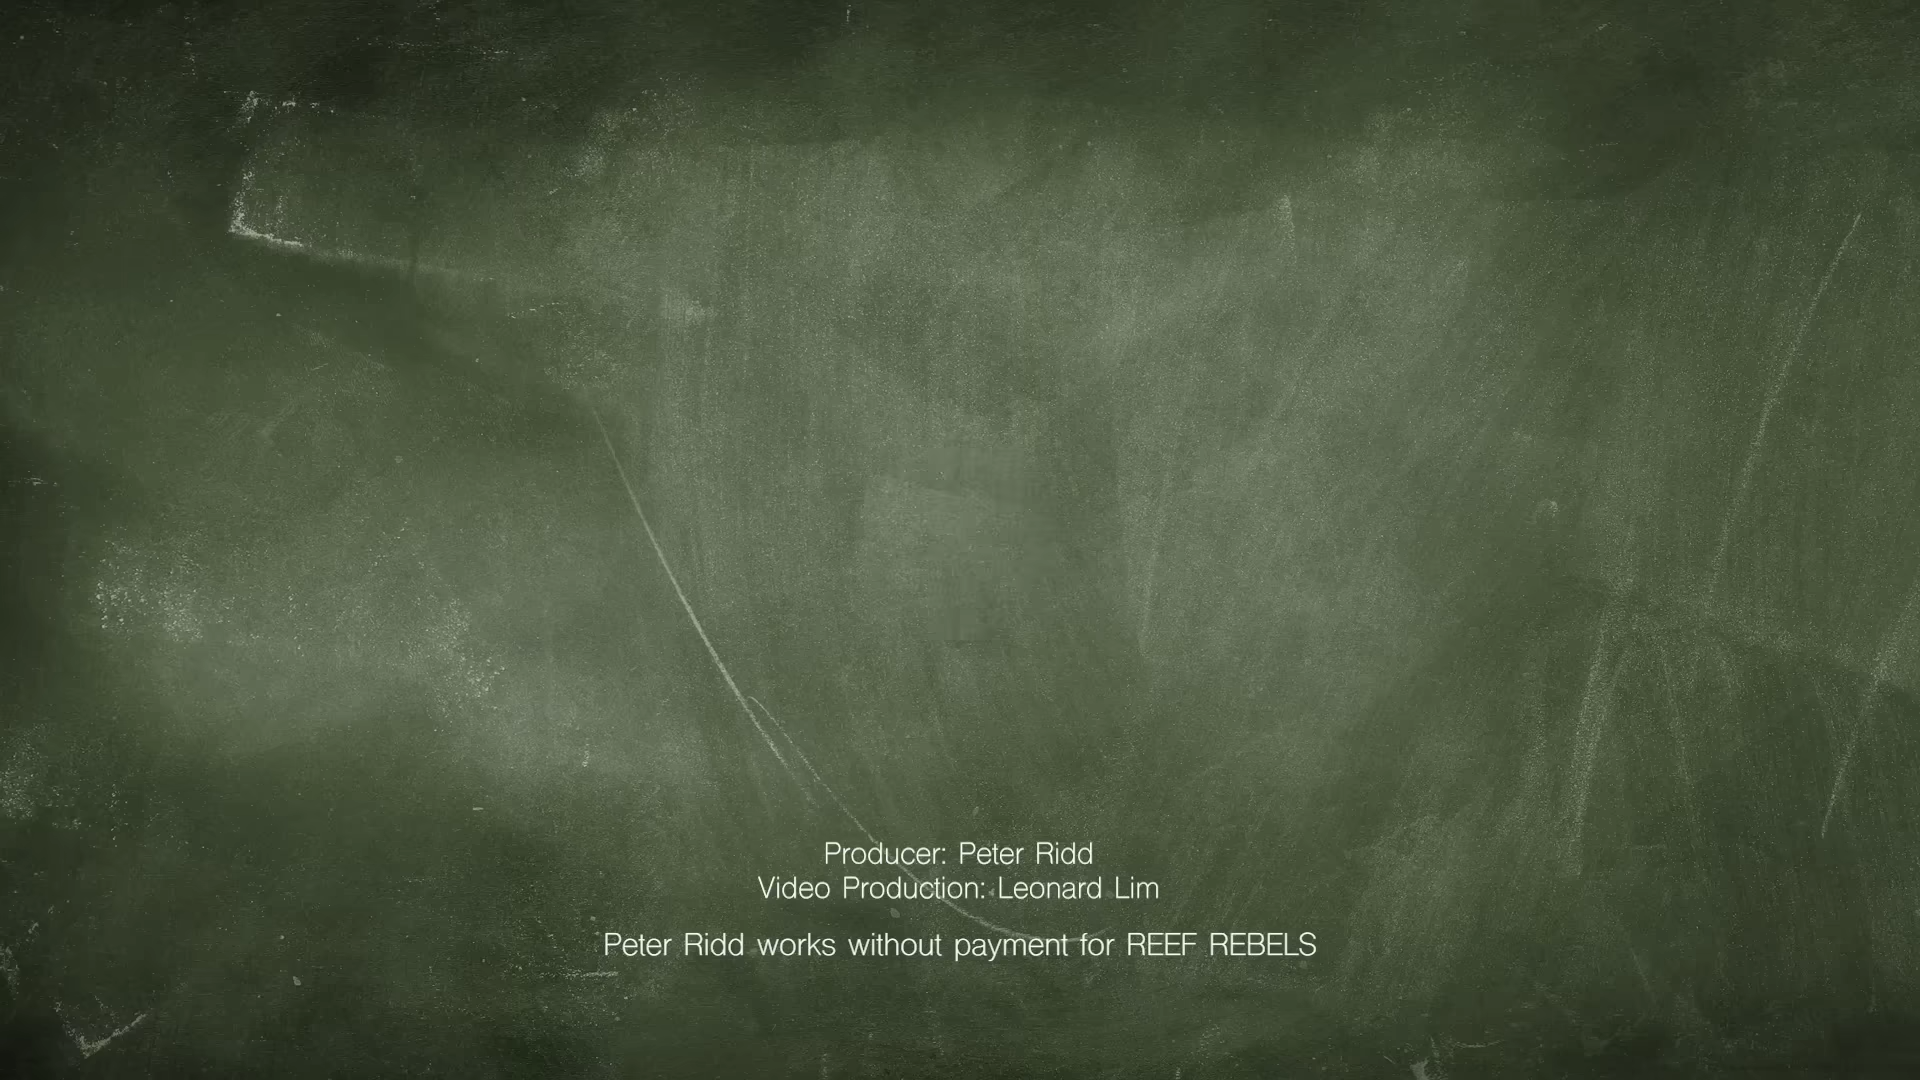 Producer: Peter Ridd
Video Production: Leonard Lim
Peter Ridd works without payment for REEF REBELS